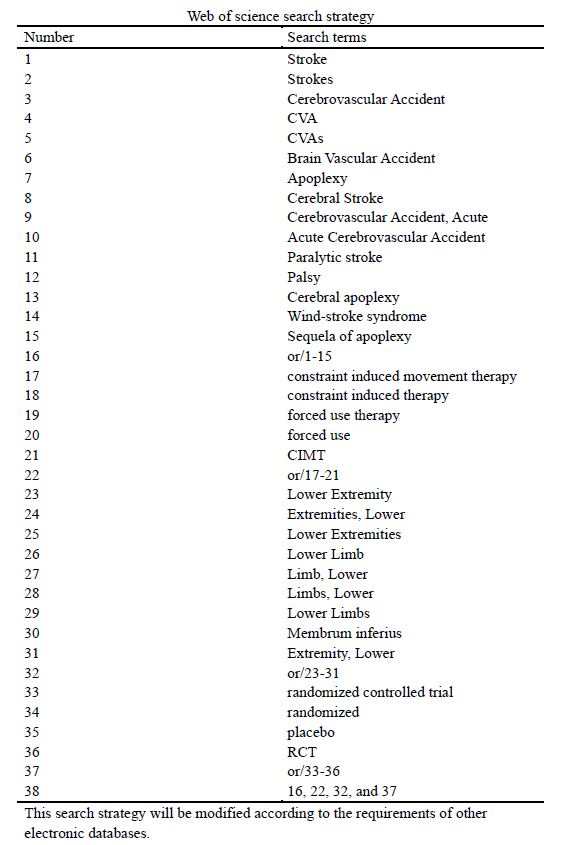 Web of science search strategy
Number Search terms
1 Stroke
2 Strokes
3 Cerebrovascular Accident
4 CVA
5 CVAs
6 Brain Vascular Accident
7 Apoplexy
8 Cerebral Stroke
9 Cerebrovascular Accident, Acute
10 Acute Cerebrovascular Accident
11 Paralytic stroke
12 Palsy
13 Cerebral apoplexy
14 Wind-stroke syndrome
15 Sequela of apoplexy
16 or/1-15
17 constraint induced movement therapy
18 constraint induced therapy
19 forced use therapy
20 forced use
21 CIMT
22 or/17-21
23 Lower Extremity
24 Extremities, Lower
25 Lower Extremities
26 Lower Limb
27 Limb, Lower
28 Limbs, Lower
29 Lower Limbs
30 Membrum inferius
31 Extremity, Lower
32 or/23-31
33 randomized controlled trial
34 randomized
35 placebo
36 RCT
37 or/33-36
38 16, 22, 32, and 37
This search strategy will be modified according to the requirements of other
electronic databases.